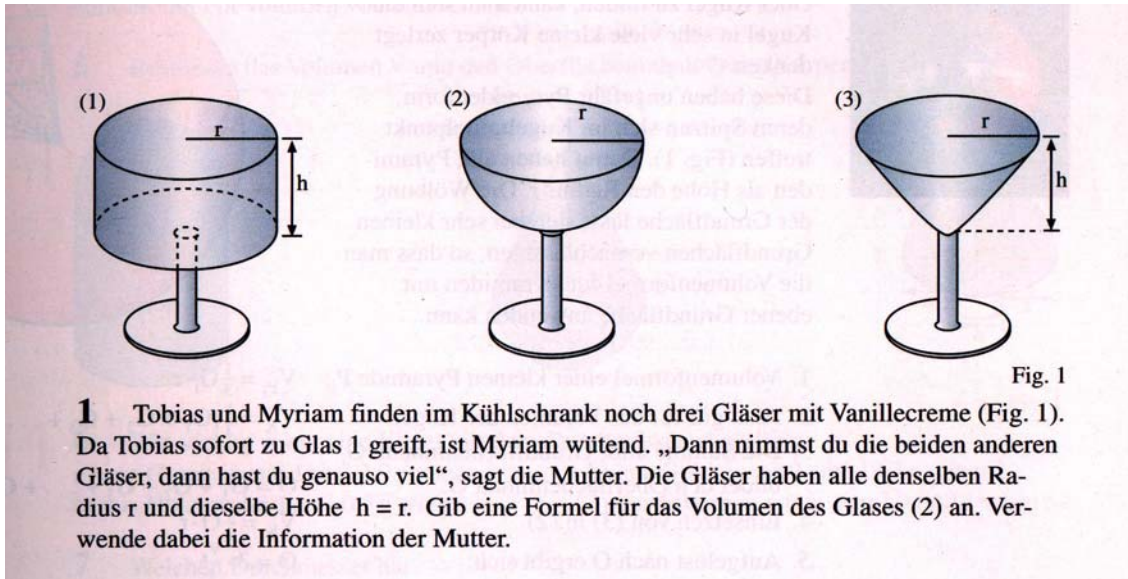 (1)
(2)
(3)
r
r
r
h
h
Fig. 1
1 Tobias und Myriam finden im Kühlschrank noch drei Gläser mit Vanillecreme (Fig. 1).
Da Tobias sofort zu Glas 1 greift, ist Myriam wütend. „Dann nimmst du die beiden anderen
Gläser, dann hast du genauso viel“, sagt die Mutter. Die Gläser haben alle denselben Ra-
dius r und dieselbe Höhe h = r. Gib eine Formel für das Volumen des Glases (2) an. Ver-
wende dabei die Information der Mutter.